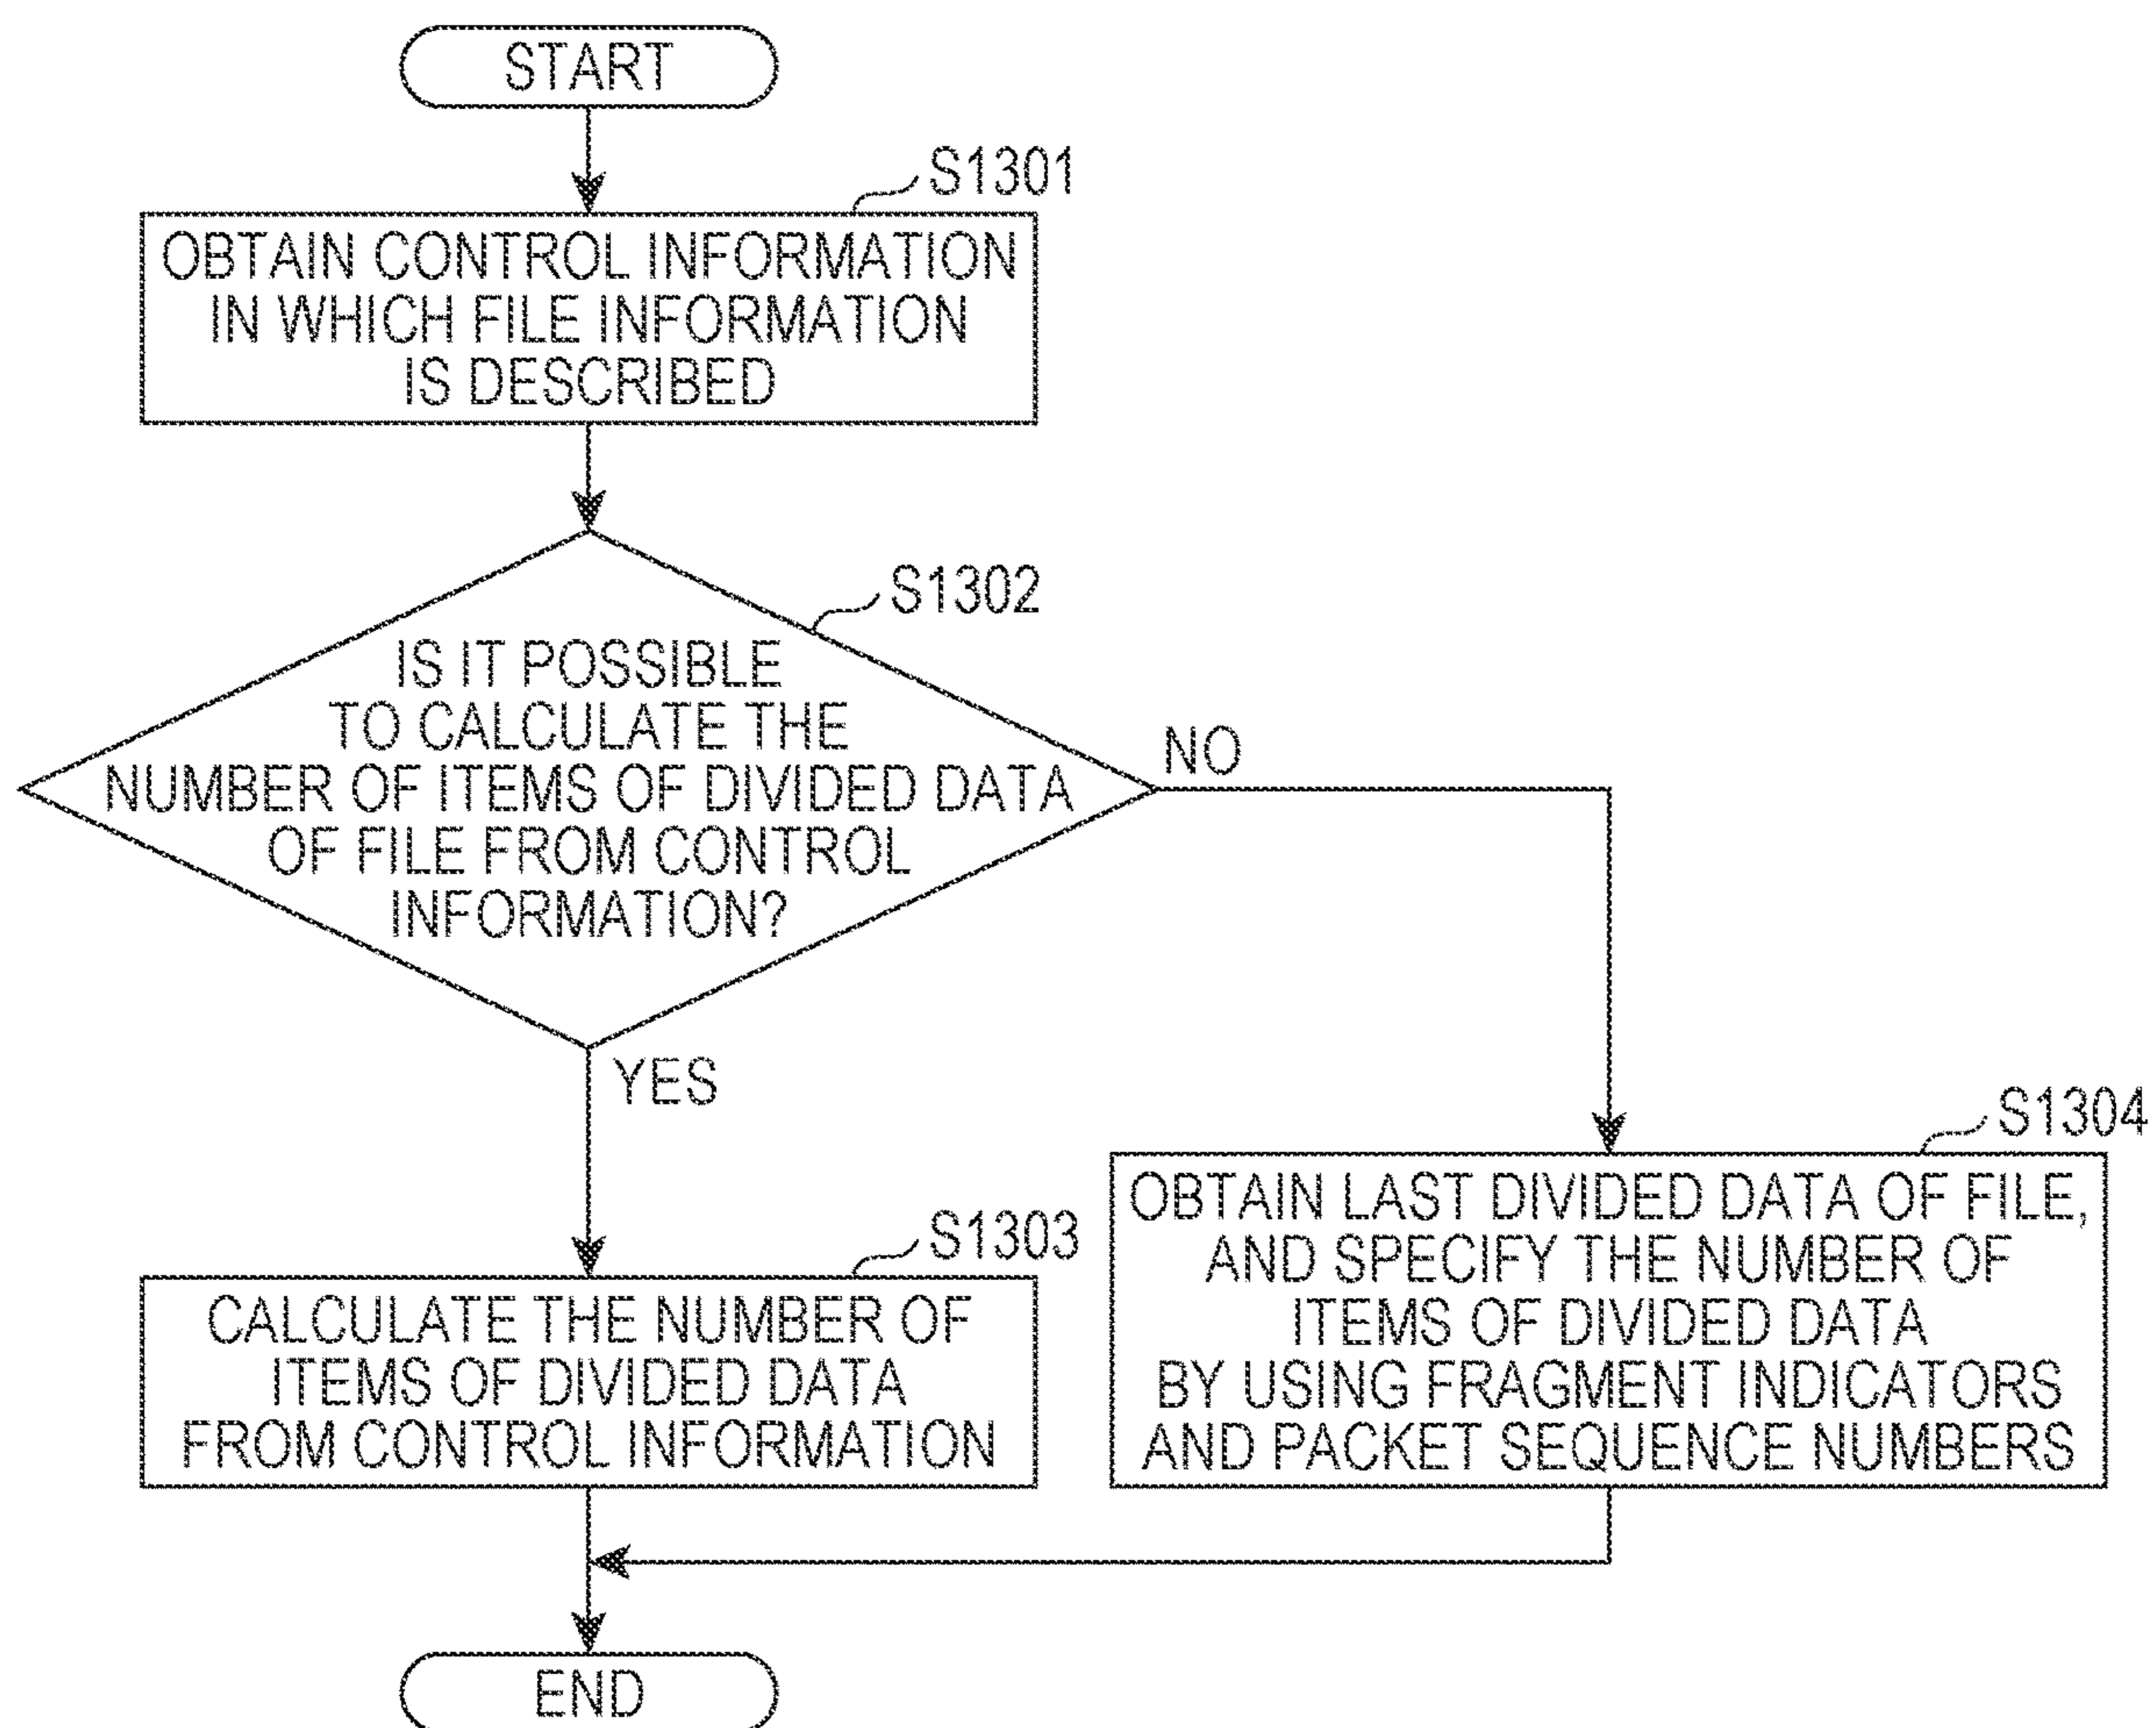 START
S1301
OBTAIN CONTROL INFORMATION
IN WHICH FILE INFORMATION
IS DESCRIBED
S1302
IS IT POSSIBLE
TO CALCULATE THE
NUMBER OF ITEMS OF DIVIDED DATA
OF FILE FROM CONTROL
INFORMATION?
NO
YES
S1303
CALCULATE THE NUMBER OF
ITEMS OF DIVIDED DATA
FROM CONTROL INFORMATION
S1304
OBTAIN LAST DIVIDED DATA OF FILE,
AND SPECIFY THE NUMBER OF
ITEMS OF DIVIDED DATA
BY USING FRAGMENT INDICATORS
AND PACKET SEQUENCE NUMBERS
END